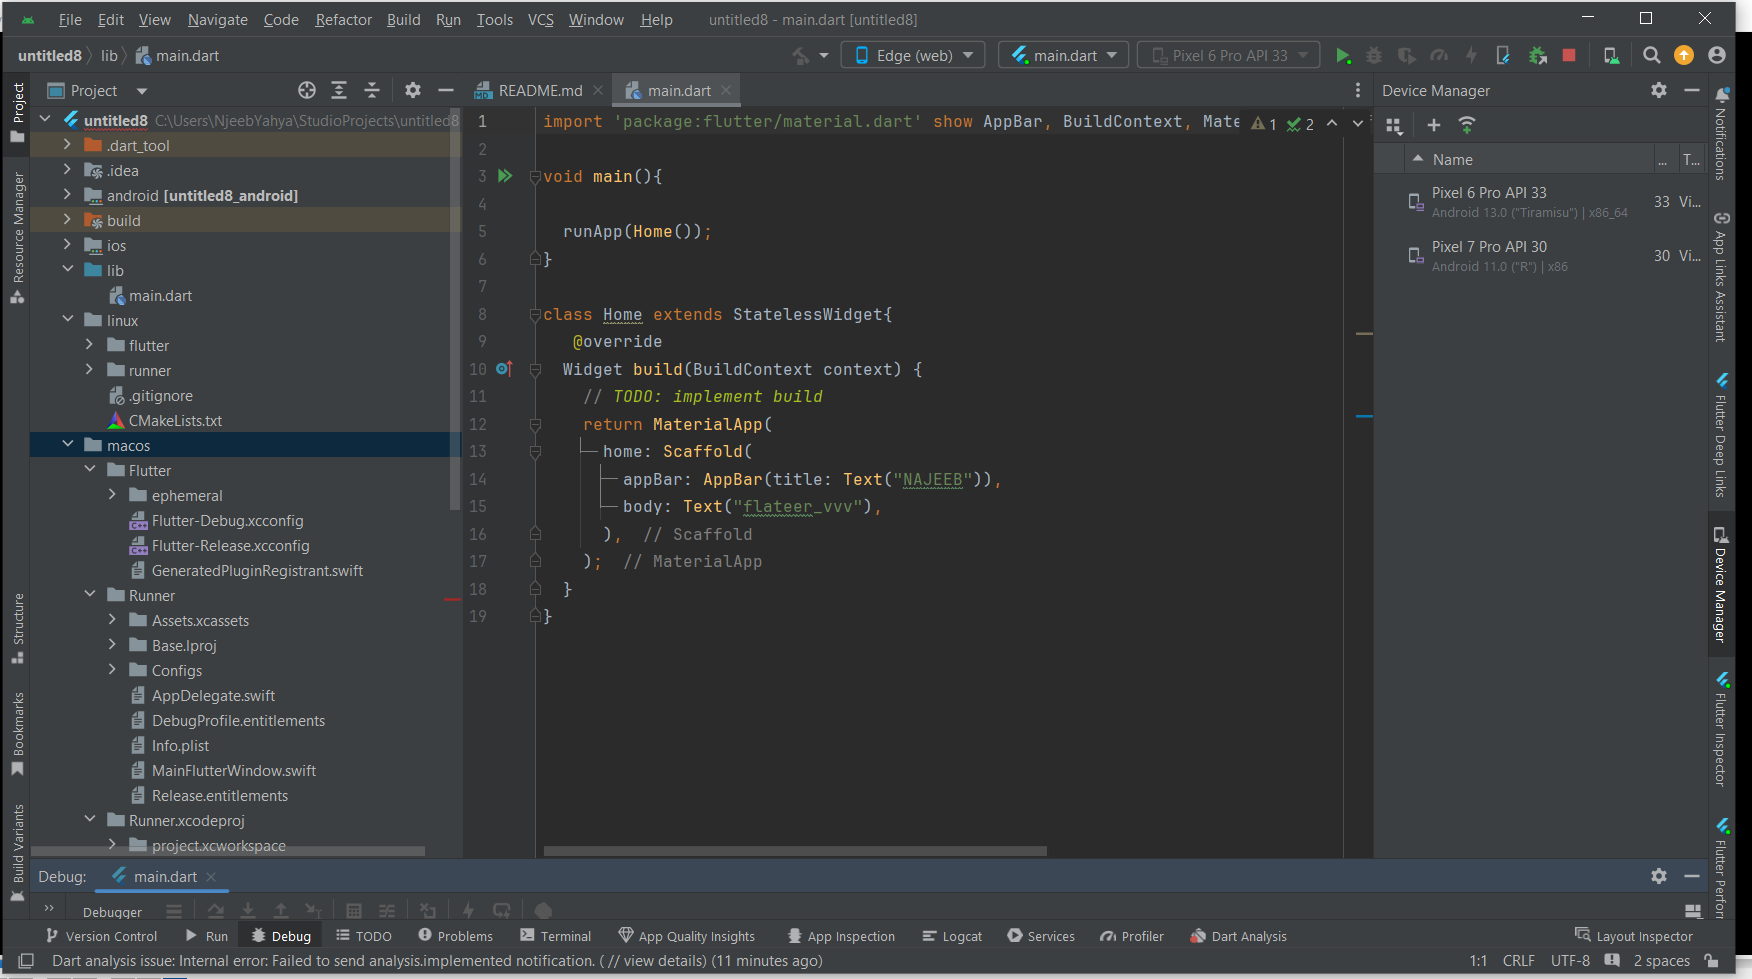 File Edit View Navigate Code Refactor Build Run Tools VCS Window Help untitled8 - main.dart [untitled8]
untitled8 lib main.dart Edge (web) main.dart Pixel 6 Pro API 33
Project
README.md main.dart
Device Manager
untitled8 C:\Users\NjeebYahya\StudioProjects\untitled8
.dart_tool
.idea
android [untitled8_android]
build
ios
lib
main.dart
linux
flutter
runner
.gitignore
CMakeLists.txt
macos
Flutter
ephemeral
Flutter-Debug.xcconfig
Flutter-Release.xcconfig
GeneratedPluginRegistrant.swift
Runner
Assets.xcassets
Base.lproj
Configs
AppDelegate.swift
DebugProfile.entitlements
Info.plist
MainFlutterWindow.swift
Release.entitlements
Runner.xcodeproj
project.xcworkspace
1 import 'package:flutter/material.dart' show AppBar, BuildContext, Mate 1 2
2
3 void main(){
4
5 runApp(Home());
6 }
7
8 class Home extends StatelessWidget{
9 @override
10 Widget build(BuildContext context) {
11 // TODO: implement build
12 return MaterialApp(
13 home: Scaffold(
14 appBar: AppBar(title: Text("NAJEEB")),
15 body: Text("flateer_vvv"),
16 ), // Scaffold
17 ); // MaterialApp
18 }
19 }
Name ... T...
Pixel 6 Pro API 33 33 Vi...
Android 13.0 ("Tiramisu") | x86_64
Pixel 7 Pro API 30 30 Vi...
Android 11.0 ("R") | x86
Project
Resource Manager
Structure
Bookmarks
Build Variants
Notifications
App Links Assistant
Flutter Deep Links
Device Manager
Flutter Inspector
Flutter Perforr
Debug: main.dart
Debugger
Version Control Run Debug TODO Problems Terminal App Quality Insights App Inspection Logcat Services Profiler Dart Analysis Layout Inspector
Dart analysis issue: Internal error: Failed to send analysis.implemented notification. ( // view details) (11 minutes ago) 1:1 CRLF UTF-8 2 spaces